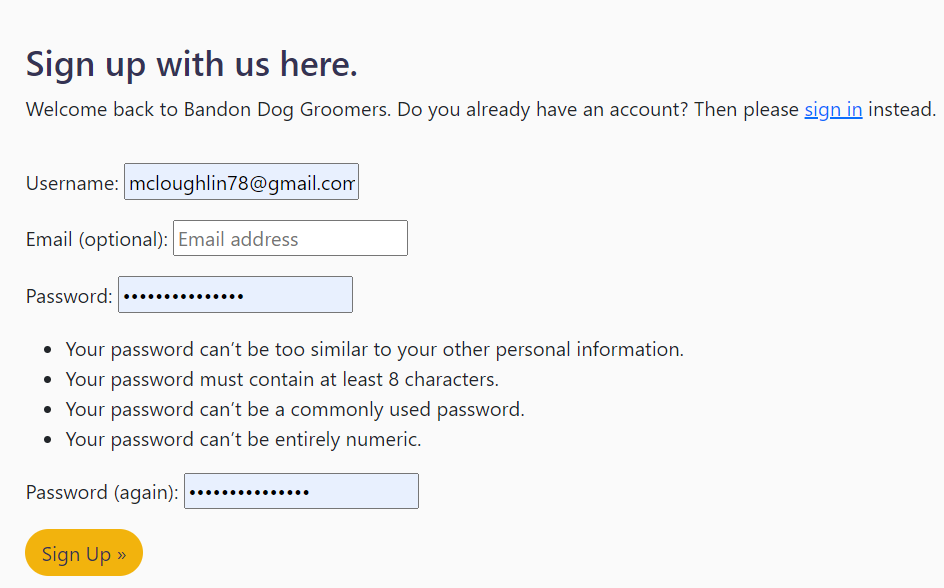 Sign up with us here.
Welcome back to Bandon Dog Groomers. Do you already have an account? Then please sign in instead.
Username: mcloughlin78@gmail.com
Email (optional): Email address
Password: •••••••••••••••
• Your password can’t be too similar to your other personal information.
• Your password must contain at least 8 characters.
• Your password can’t be a commonly used password.
• Your password can’t be entirely numeric.
Password (again): •••••••••••••••
Sign Up »